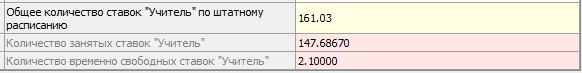 Общее количество ставок "Учитель" по штатному
расписанию
161.03
Количество занятых ставок "Учитель"
147.68670
Количество временно свободных ставок "Учитель"
2.10000